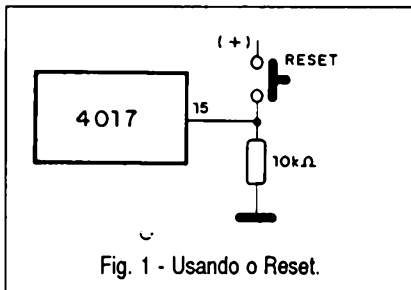 (+)
RESET
4017
15
10kΩ
Fig. 1 - Usando o Reset.